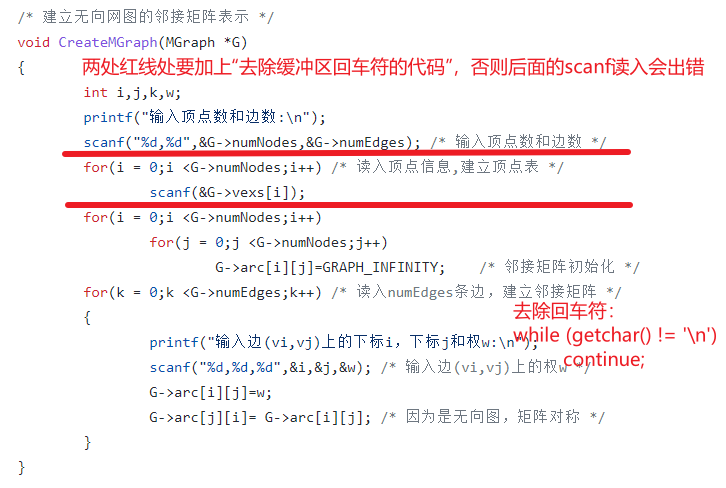 /* 建立无向网图的邻接矩阵表示 */
void CreateMGraph(MGraph *G)
{
两处红线处要加上“去除缓冲区回车符的代码”，否则后面的scanf读入会出错
int i,j,k,w;
printf("输入顶点数和边数:\n");
scanf("%d,%d",&G->numNodes,&G->numEdges); /* 输入顶点数和边数 */
for(i = 0;i <G->numNodes;i++) /* 读入顶点信息,建立顶点表 */
scanf(&G->vexs[i]);
for(i = 0;i <G->numNodes;i++)
for(j = 0;j <G->numNodes;j++)
G->arc[i][j]=GRAPH_INFINITY; /* 邻接矩阵初始化 */
for(k = 0;k <G->numEdges;k++) /* 读入numEdges条边，建立邻接矩阵 */
{
去除回车符：
while (getchar() != '\n')
continue;
printf("输入边(vi,vj)上的下标i，下标j和权w:\n");
scanf("%d,%d,%d",&i,&j,&w); /* 输入边(vi,vj)上的权w */
G->arc[i][j]=w;
G->arc[j][i]= G->arc[i][j]; /* 因为是无向图，矩阵对称 */
}
}